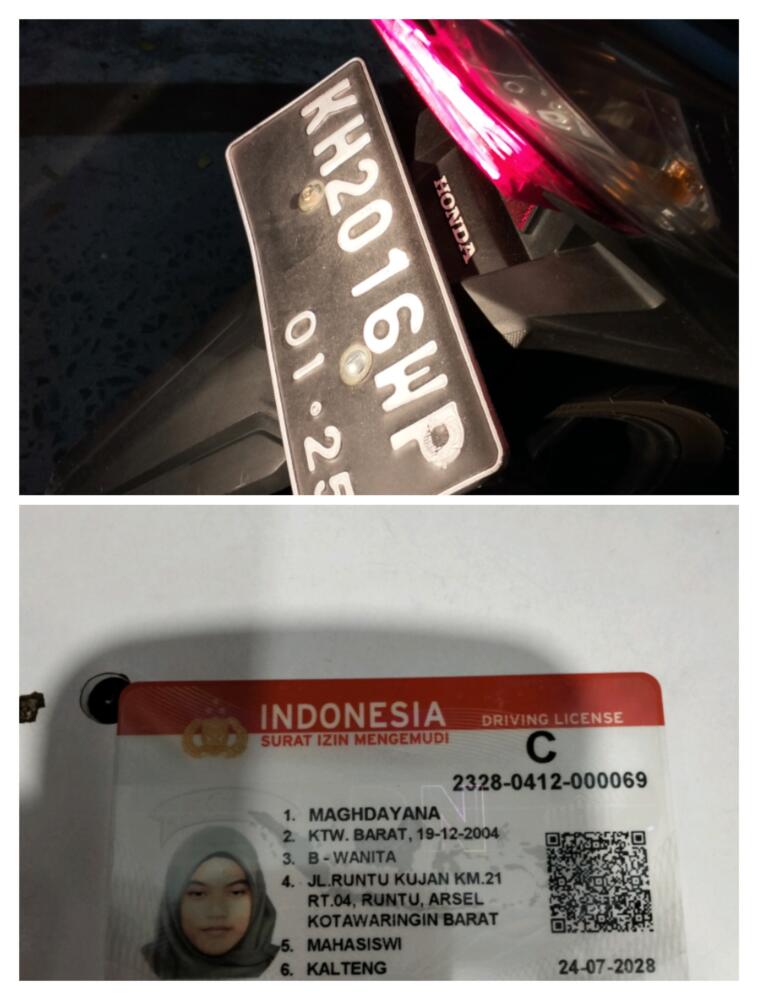 KH2016WP
01·25
HONDA
INDONESIA
SURAT IZIN MENGEMUDI
DRIVING LICENSE
C
2328-0412-000069
1. MAGHDAYANA
2. KTW. BARAT, 19-12-2004
3. B - WANITA
4. JL.RUNTU KUJAN KM.21
RT.04, RUNTU, ARSEL
KOTAWARINGIN BARAT
5. MAHASISWI
6. KALTENG
24-07-2028